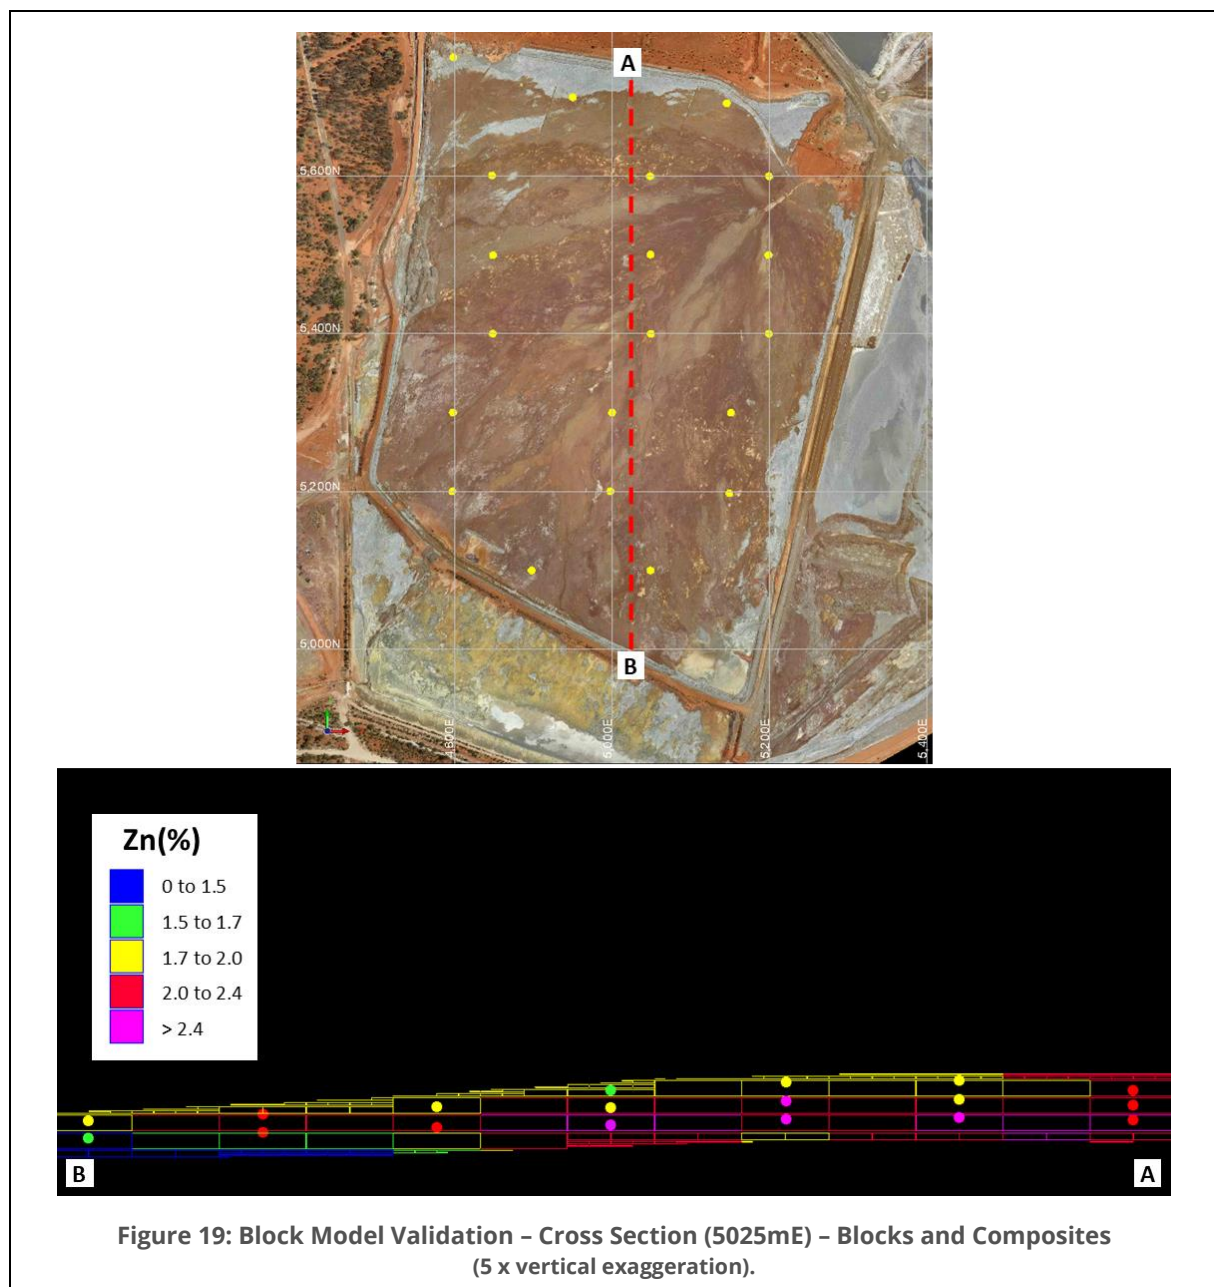 A
5,600N
5,400N
5,200N
5,000N
B
4,800E
5,000E
5,200E
5,400E
Zn(%)
0 to 1.5
1.5 to 1.7
1.7 to 2.0
2.0 to 2.4
> 2.4
B
A
Figure 19: Block Model Validation – Cross Section (5025mE) – Blocks and Composites
(5 x vertical exaggeration).